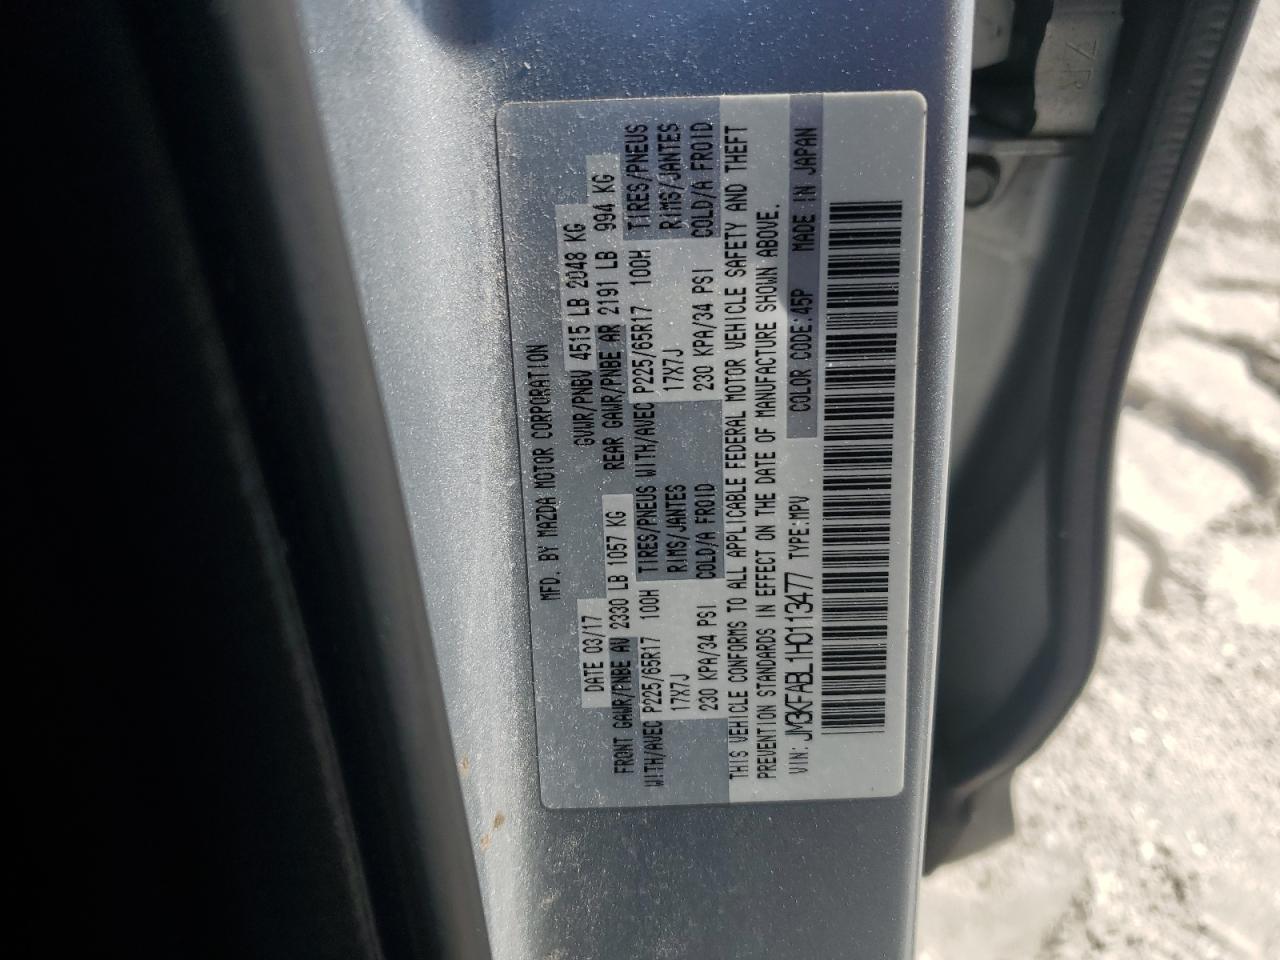 MFD. BY MAZDA MOTOR CORPORATION
DATE 03/17 GVWR/PNBV 4515 LB 2048 KG
FRONT GAWR/PNBE AV 2330 LB 1057 KG REAR GAWR/PNBE AR 2191 LB 994 KG
WITH/AVEC P225/65R17 100H TIRES/PNEUS WITH/AVEC P225/65R17 100H TIRES/PNEUS
17X7J RIMS/JANTES 17X7J RIMS/JANTES
230 KPA/34 PSI COLD/A FROID 230 KPA/34 PSI COLD/A FROID
THIS VEHICLE CONFORMS TO ALL APPLICABLE FEDERAL MOTOR VEHICLE SAFETY AND THEFT
PREVENTION STANDARDS IN EFFECT ON THE DATE OF MANUFACTURE SHOWN ABOVE.
VIN: JM3KFABL1H0113477 TYPE:MPV COLOR CODE:45P MADE IN JAPAN